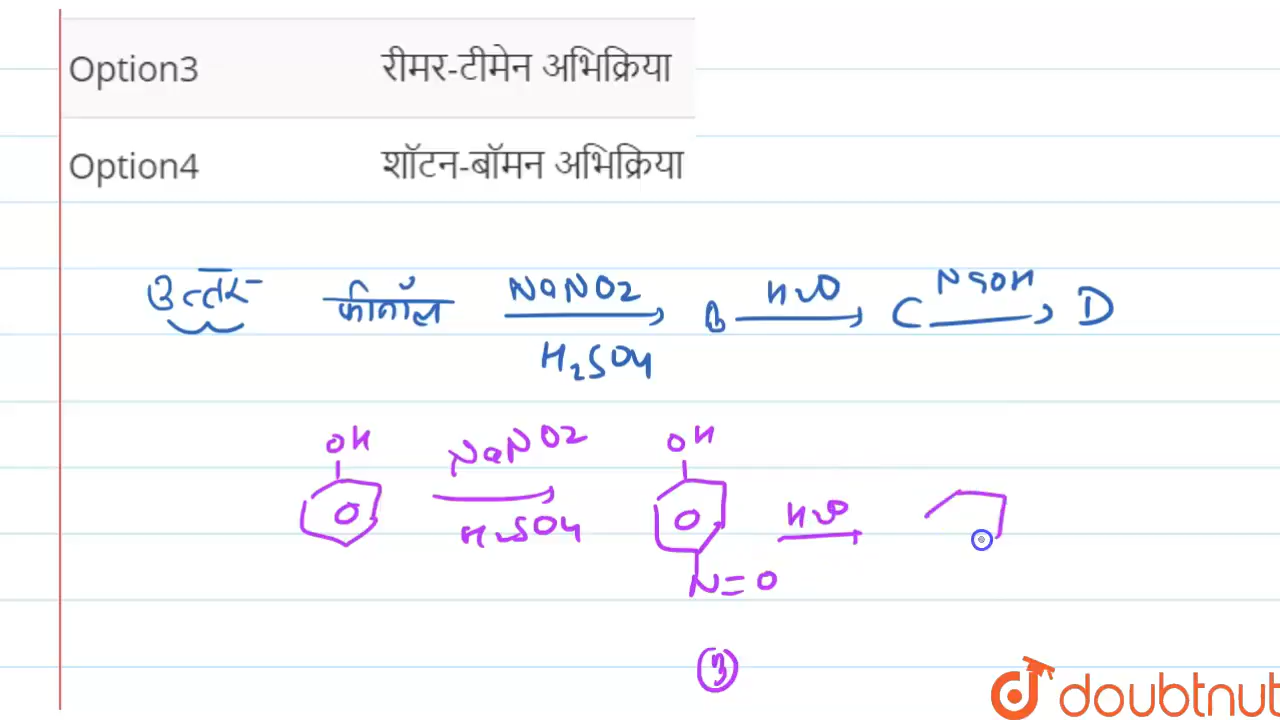 Option3 रीमर-टीमेन अभिक्रिया
Option4 शॉटन-बॉमन अभिक्रिया
उत्तर फीनॉल NaNO2 H2SO4 B H2O C NaOH D
OH NaNO2 H2SO4 OH N=O H2O
B
doubtnut